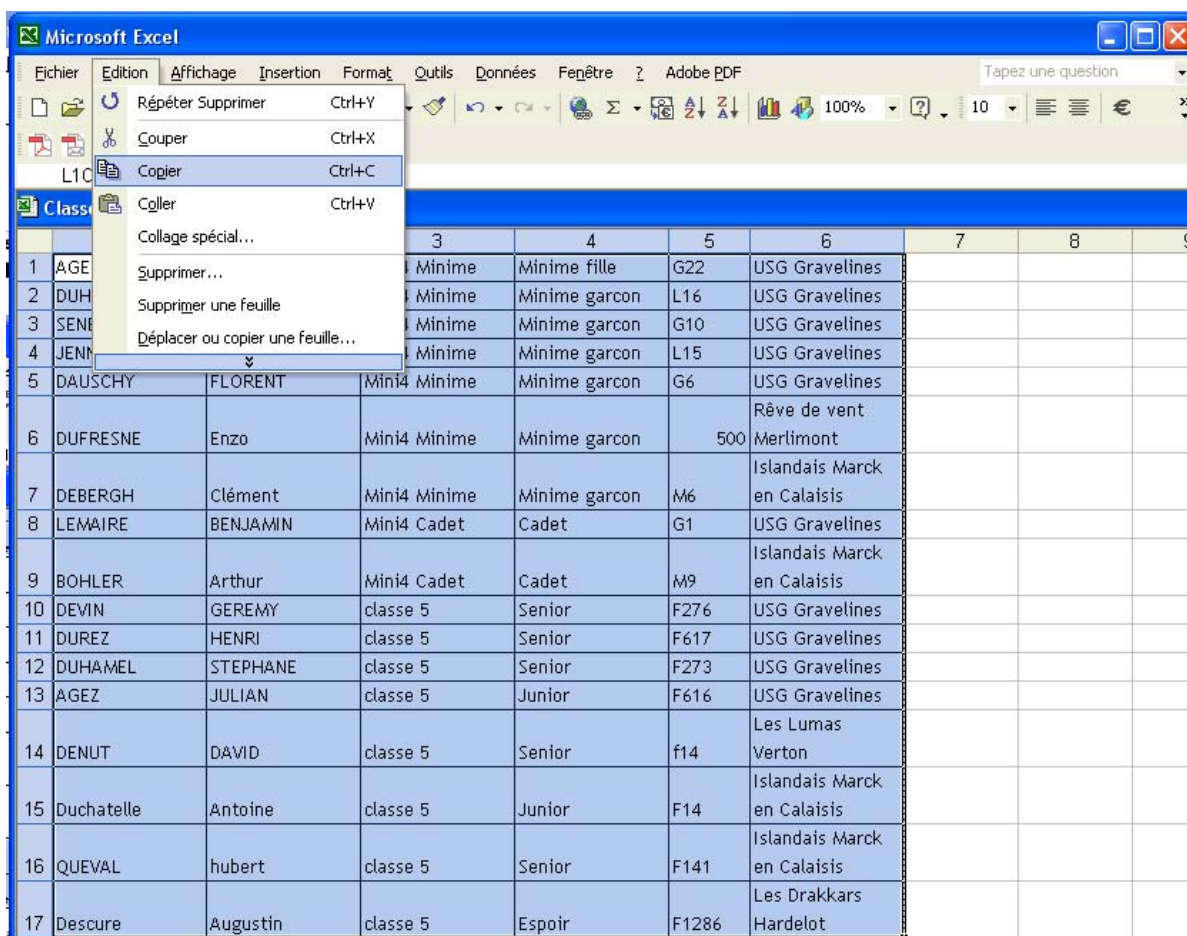 Microsoft Excel
Fichier Edition Affichage Insertion Format Outils Données Fenêtre ? Adobe PDF Tapez une question
Répéter Supprimer Ctrl+Y
100% 10 €
Couper Ctrl+X
Copier Ctrl+C
L1C
Coller Ctrl+V
Classe
Collage spécial...
Supprimer...
Supprimer une feuille
Déplacer ou copier une feuille...
3 4 5 6 7 8 9
1 AGE Minime Minime fille G22 USG Gravelines
2 DUH Minime Minime garcon L16 USG Gravelines
3 SENE Minime Minime garcon G10 USG Gravelines
4 JENN Minime Minime garcon L15 USG Gravelines
5 DAUSCHY FLORENT Mini4 Minime Minime garcon G6 USG Gravelines
Rêve de vent
6 DUFRESNE Enzo Mini4 Minime Minime garcon 500 Merlimont
Islandais Marck
7 DEBERGH Clément Mini4 Minime Minime garcon M6 en Calaisis
8 LEMAIRE BENJAMIN Mini4 Cadet Cadet G1 USG Gravelines
Islandais Marck
9 BOHLER Arthur Mini4 Cadet Cadet M9 en Calaisis
10 DEVIN GEREMY classe 5 Senior F276 USG Gravelines
11 DUREZ HENRI classe 5 Senior F617 USG Gravelines
12 DUHAMEL STEPHANE classe 5 Senior F273 USG Gravelines
13 AGEZ JULIAN classe 5 Junior F616 USG Gravelines
Les Lumas
14 DENUT DAVID classe 5 Senior f14 Verton
Islandais Marck
15 Duchatelle Antoine classe 5 Junior F14 en Calaisis
Islandais Marck
16 QUEVAL hubert classe 5 Senior F141 en Calaisis
Les Drakkars
17 Descure Augustin classe 5 Espoir F1286 Hardelot